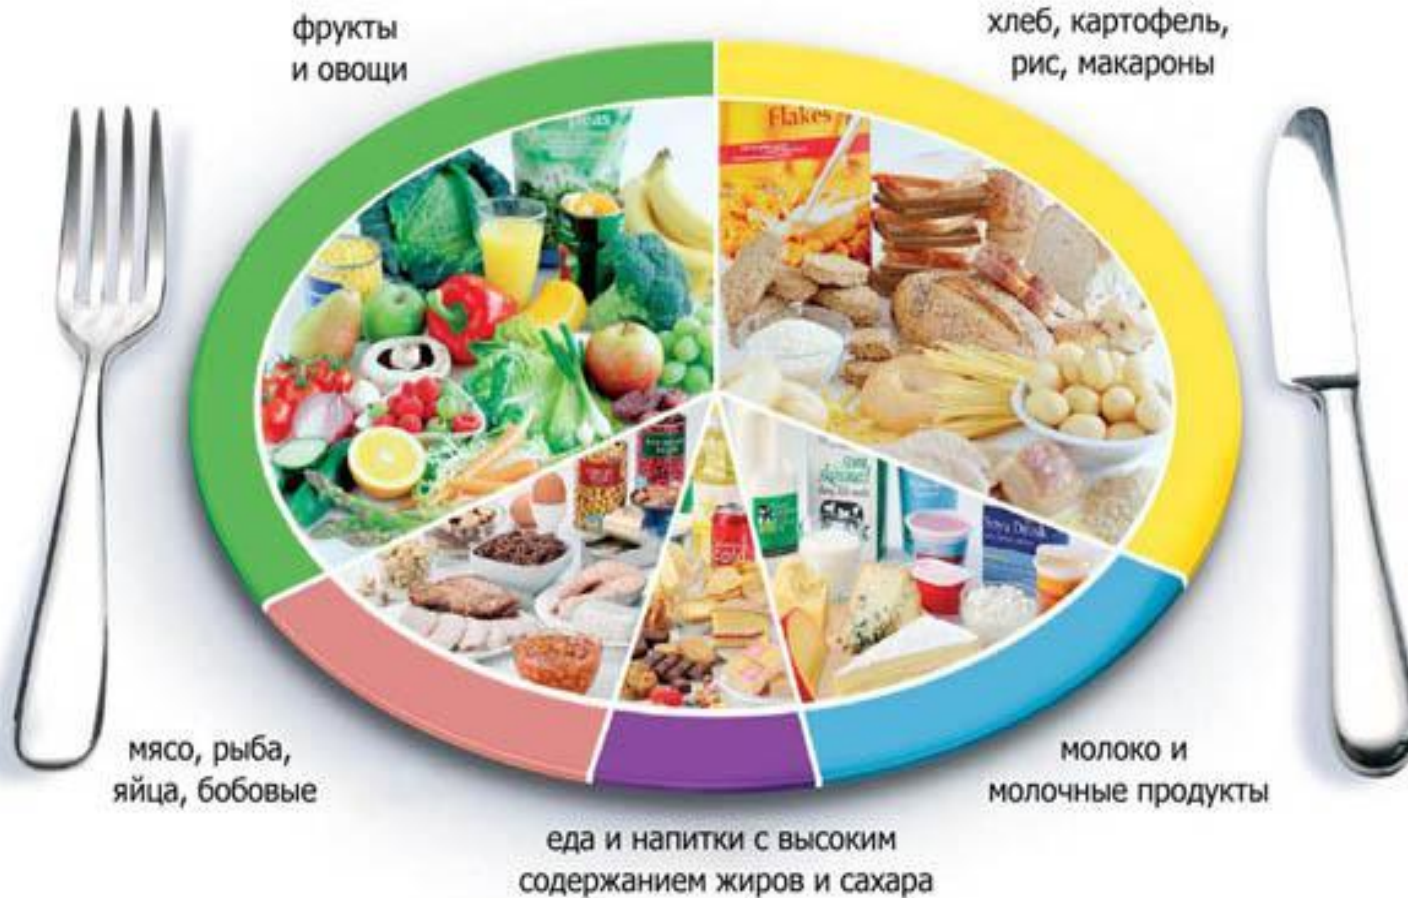 фрукты
и овощи
хлеб, картофель,
рис, макароны
Flakes
мясо, рыба,
яйца, бобовые
молоко и
молочные продукты
еда и напитки с высоким
содержанием жиров и сахара